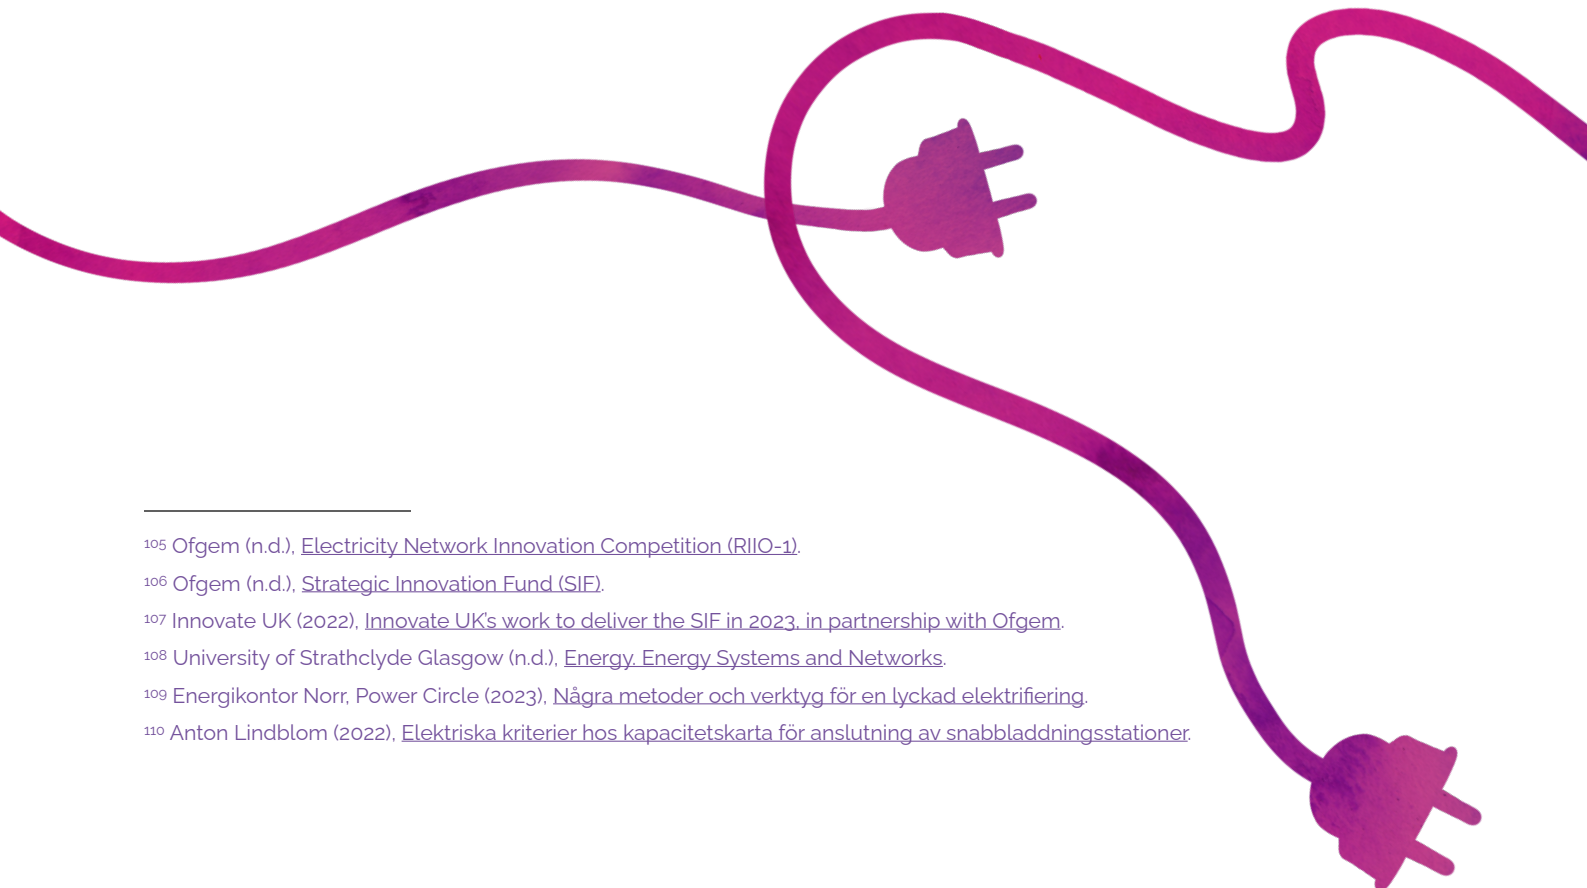 105 Ofgem (n.d.), Electricity Network Innovation Competition (RIIO-1).
106 Ofgem (n.d.), Strategic Innovation Fund (SIF).
107 Innovate UK (2022), Innovate UK's work to deliver the SIF in 2023, in partnership with Ofgem.
108 University of Strathclyde Glasgow (n.d.), Energy. Energy Systems and Networks.
109 Energikontor Norr, Power Circle (2023), Några metoder och verktyg för en lyckad elektrifiering.
110 Anton Lindblom (2022), Elektriska kriterier hos kapacitetskarta för anslutning av snabbladdningsstationer.